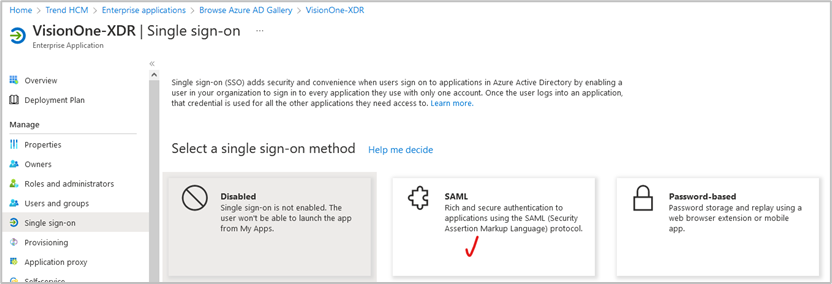 Home > Trend HCM > Enterprise applications > Browse Azure AD Gallery > VisionOne-XDR >
VisionOne-XDR | Single sign-on ...
Enterprise Application
«
Overview
Deployment Plan
Manage
Properties
Owners
Roles and administrators
Users and groups
Single sign-on
Provisioning
Application proxy
Self-service
Single sign-on (SSO) adds security and convenience when users sign on to applications in Azure Active Directory by enabling a
user in your organization to sign in to every application they use with only one account. Once the user logs into an application,
that credential is used for all the other applications they need access to. Learn more.
Select a single sign-on method Help me decide
Disabled
Single sign-on is not enabled. The
user won't be able to launch the app
from My Apps.
SAML
Rich and secure authentication to
applications using the SAML (Security
Assertion Markup Language) protocol.
Password-based
Password storage and replay using a
web browser extension or mobile
app.